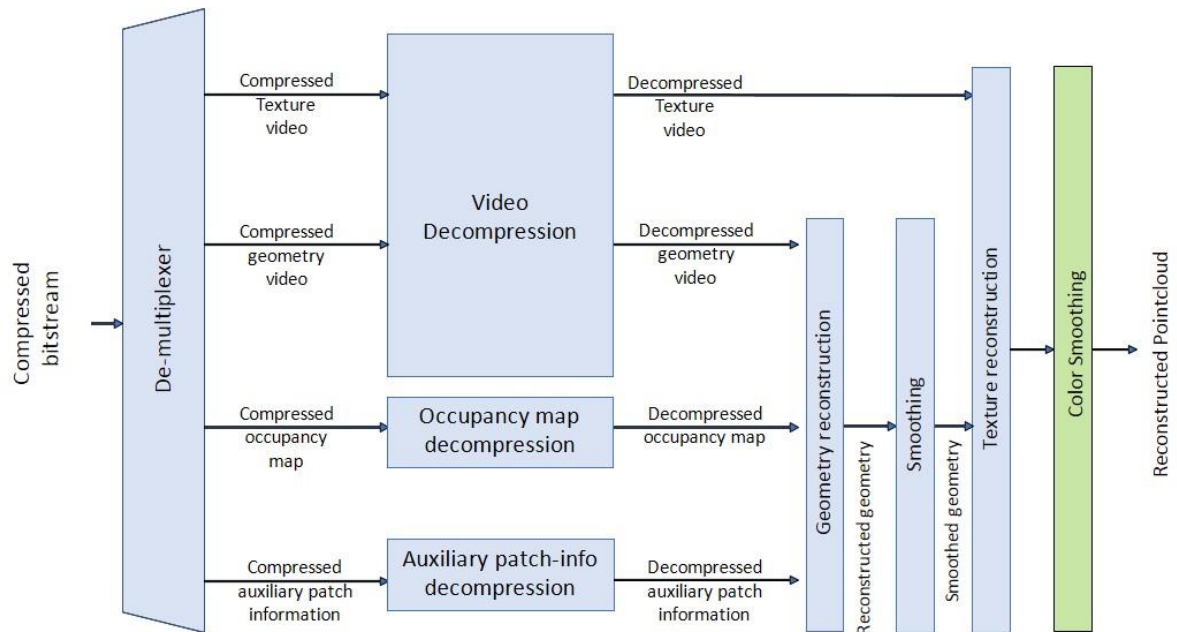 Compressed
bitstream
De-multiplexer
Compressed
Texture
video
Compressed
geometry
video
Compressed
occupancy
map
Compressed
auxiliary patch
information
Video
Decompression
Occupancy map
decompression
Auxiliary patch-info
decompression
Decompressed
Texture
video
Decompressed
geometry
video
Decompressed
occupancy map
Decompressed
auxiliary patch
information
Geometry reconstruction
Reconstructed geometry
Smoothing
Smoothed geometry
Texture reconstruction
Color Smoothing
Reconstructed Pointcloud